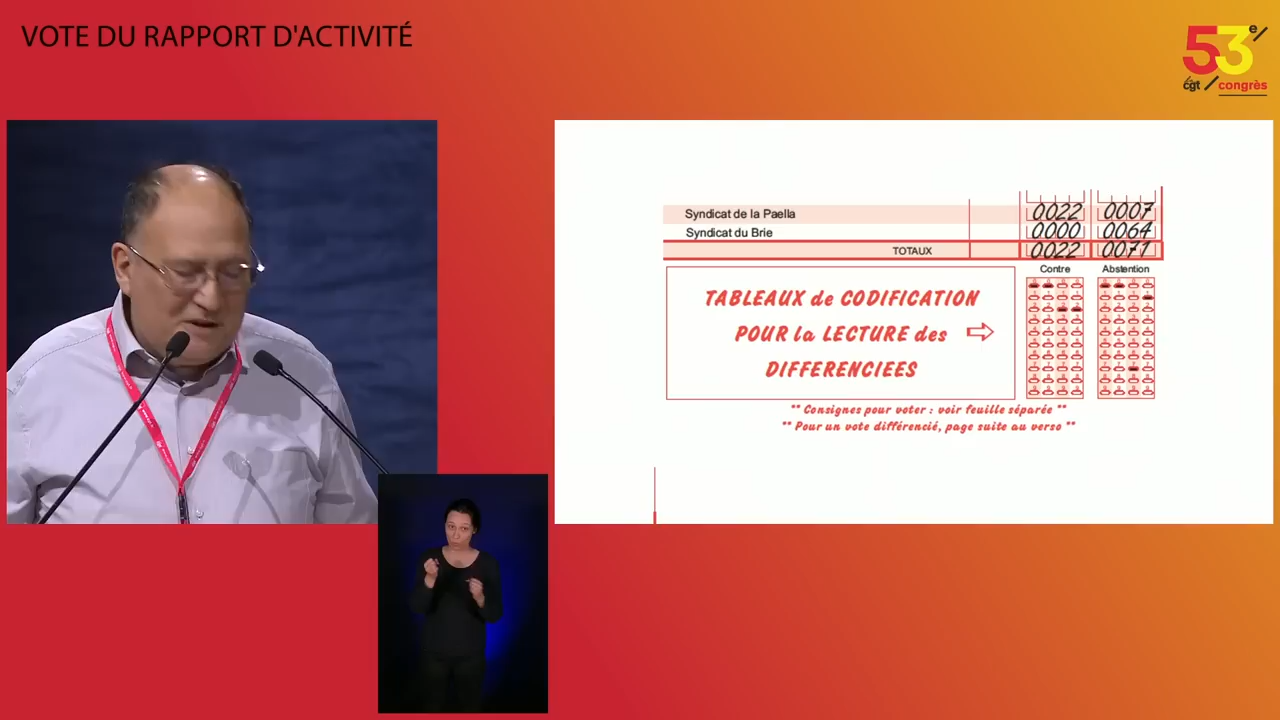 VOTE DU RAPPORT D'ACTIVITÉ
53e/
La cgt / congrès
Syndicat de la Paella 0022 0007
Syndicat du Brie 0000 0064
TOTAUX 0022 0071
Contre Abstention
TABLEAUX de CODIFICATION
POUR la LECTURE des
DIFFERENCIEES
** Consignes pour voter : voir feuille séparée **
** Pour un vote différencié, page suite au verso **